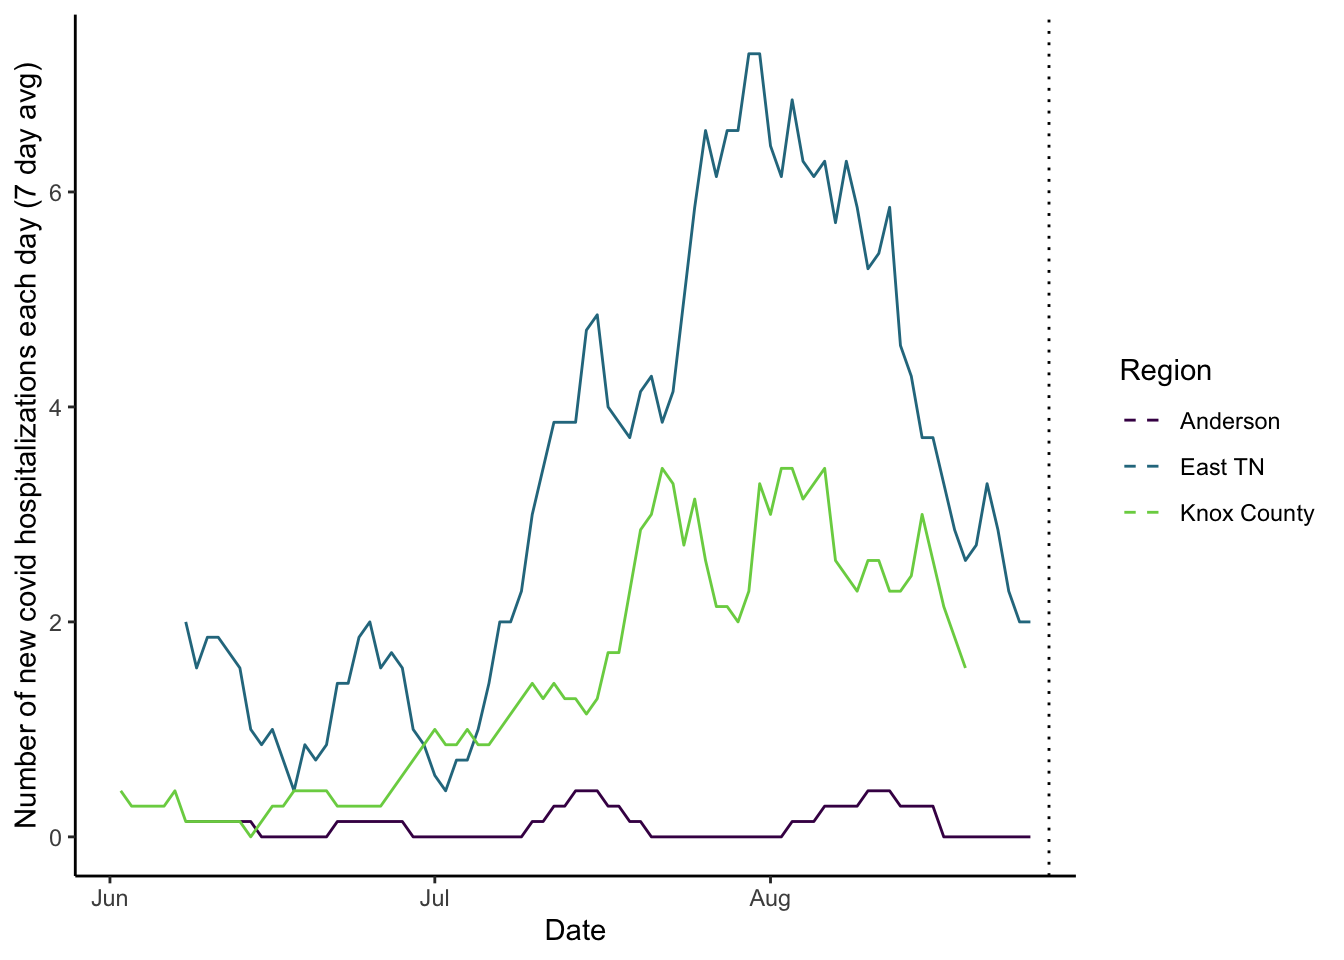 Number of new covid hospitalizations each day (7 day avg)
6
4
2
0
Jun
Jul
Aug
Date
Region
Anderson
East TN
Knox County